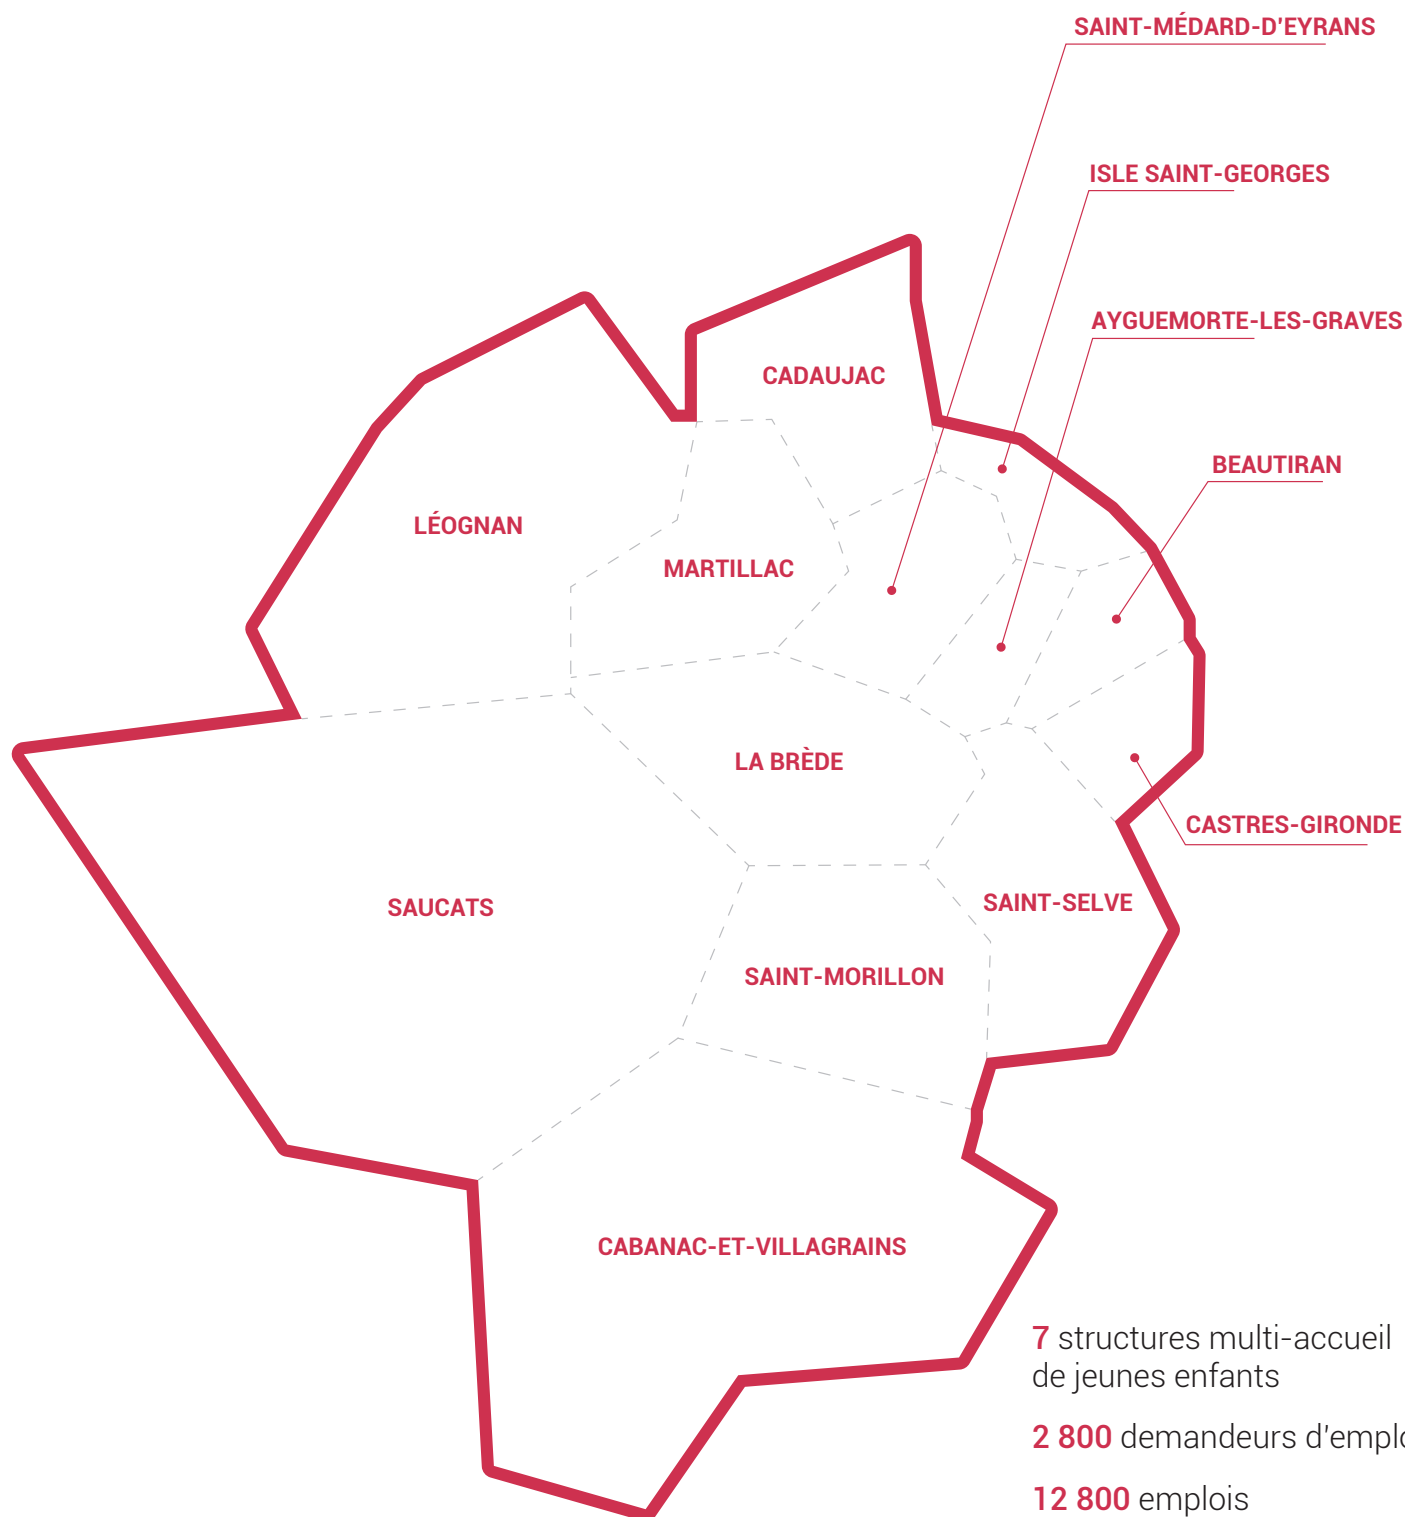 SAINT-MÉDARD-D'EYRANS
ISLE SAINT-GEORGES
AYGUEMORTE-LES-GRAVES
CADAUJAC
BEAUTIRAN
LÉOGNAN
MARTILLAC
LA BRÈDE
CASTRES-GIRONDE
SAUCATS
SAINT-SELVE
SAINT-MORILLON
CABANAC-ET-VILLAGRAINS
7 structures multi-accueil
de jeunes enfants
2 800 demandeurs
12 800 emplois